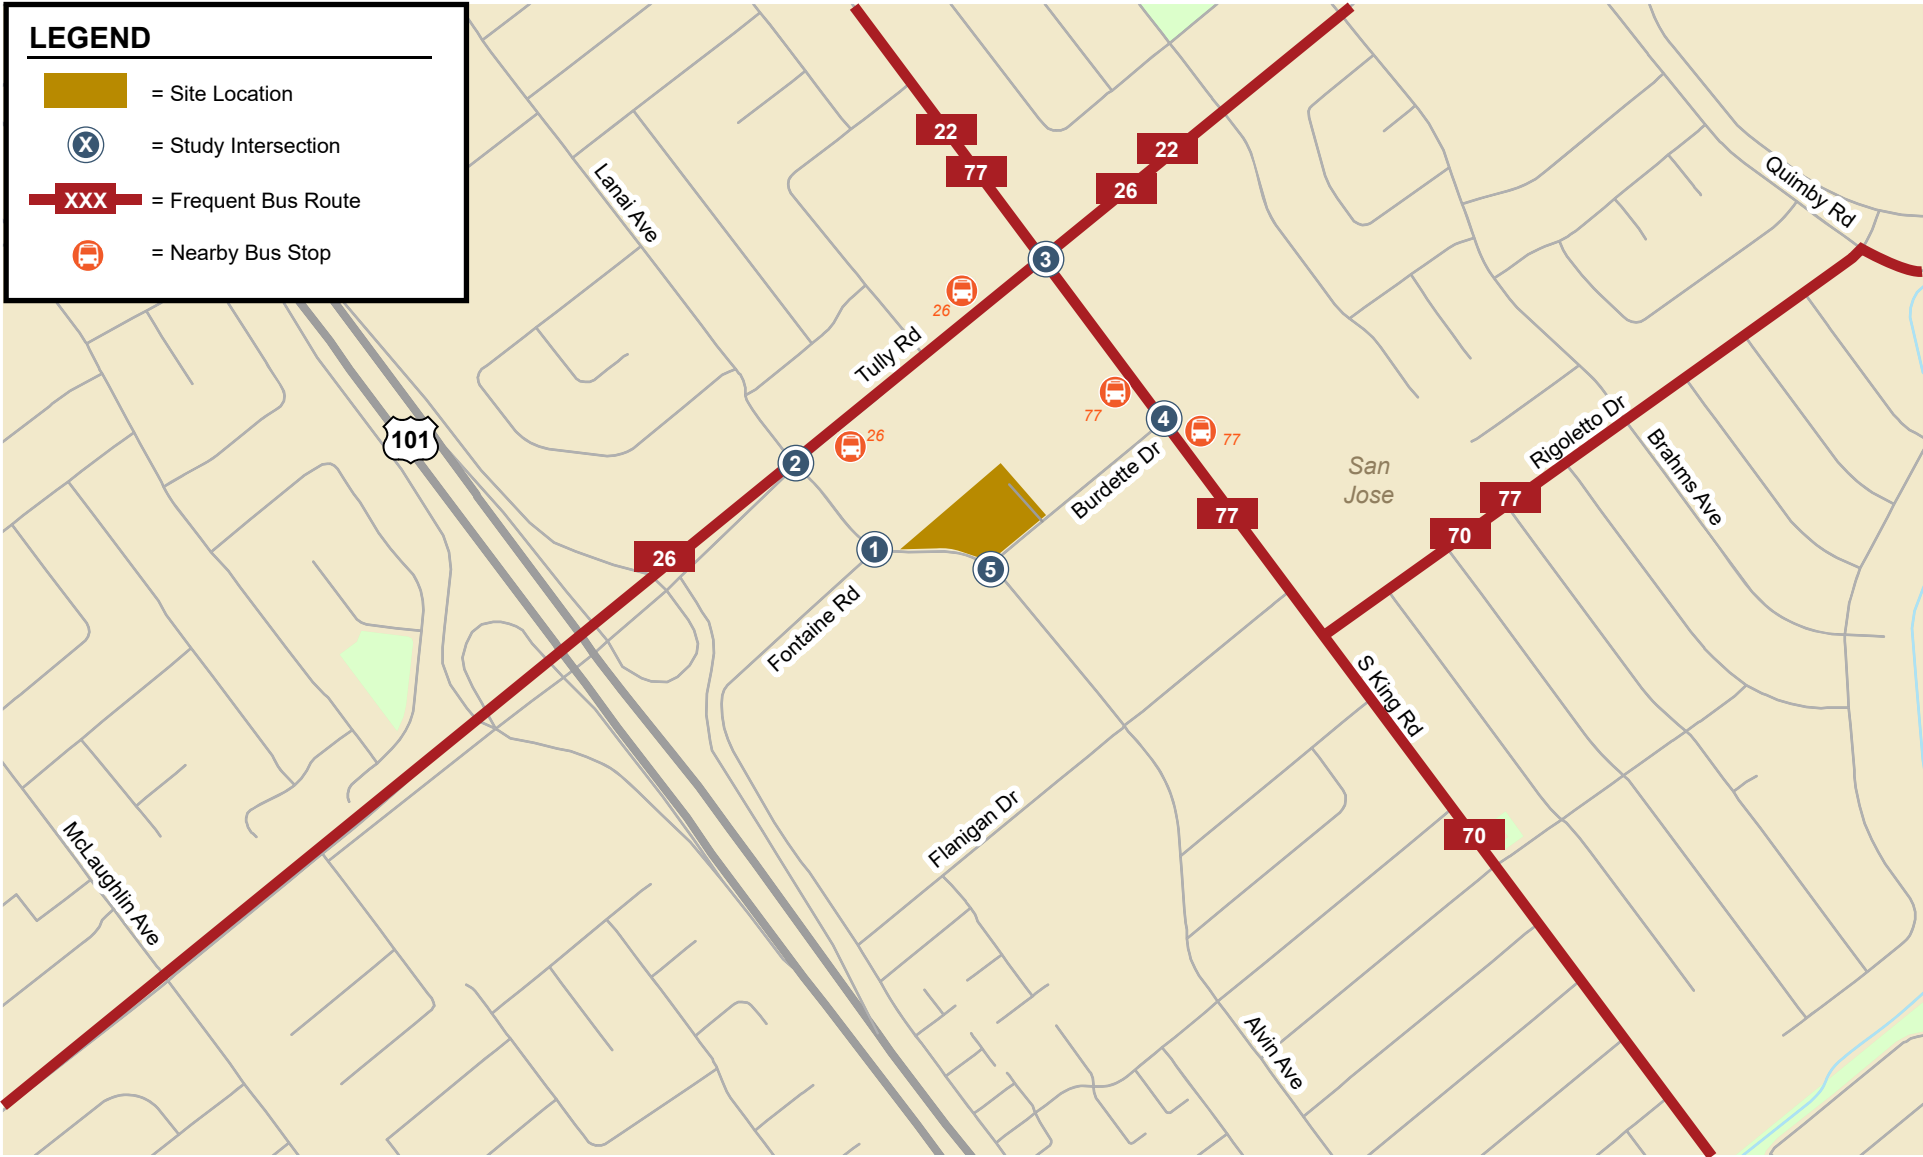 LEGEND
= Site Location
X = Study Intersection
XXX = Frequent Bus Route
= Nearby Bus Stop
22
77
22
26
Quimby Rd
Lanai Ave
3
26
Tully Rd
77
4
77
101
2
26
Burdette Dr
San
Jose
Rigoletto Dr
Brahms Ave
77
70
77
26
1
5
Fontaine Rd
S King Rd
Flanigan Dr
70
McLaughlin Ave
Alvin Ave